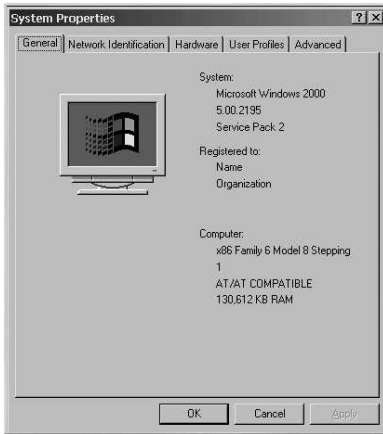 System Properties
General Network Identification Hardware User Profiles Advanced
System:
Microsoft Windows 2000
5.00.2195
Service Pack 2
Registered to:
Name
Organization
Computer:
x86 Family 6 Model 8 Stepping
1
AT/AT COMPATIBLE
130,612 KB RAM
OK Cancel Apply